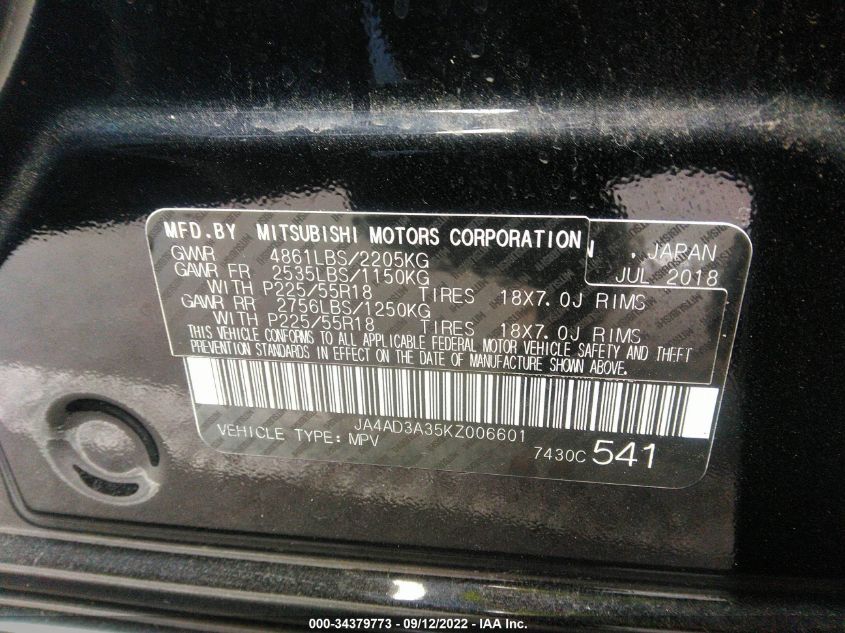 MFD.BY MITSUBISHI MOTORS CORPORATION , JAPAN
GVWR 4861LBS/2205KG JUL 2018
GAWR FR 2535LBS/1150KG
WITH P225/55R18 TIRES 18X7.0J RIMS
GAWR RR 2756LBS/1250KG
WITH P225/55R18 TIRES 18X7.0J RIMS
THIS VEHICLE CONFORMS TO ALL APPLICABLE FEDERAL MOTOR VEHICLE SAFETY AND THEFT
PREVENTION STANDARDS IN EFFECT ON THE DATE OF MANUFACTURE SHOWN ABOVE.
JA4AD3A35KZ006601
VEHICLE TYPE: MPV 7430C 541
000-34379773 - 09/12/2022 - IAA Inc.